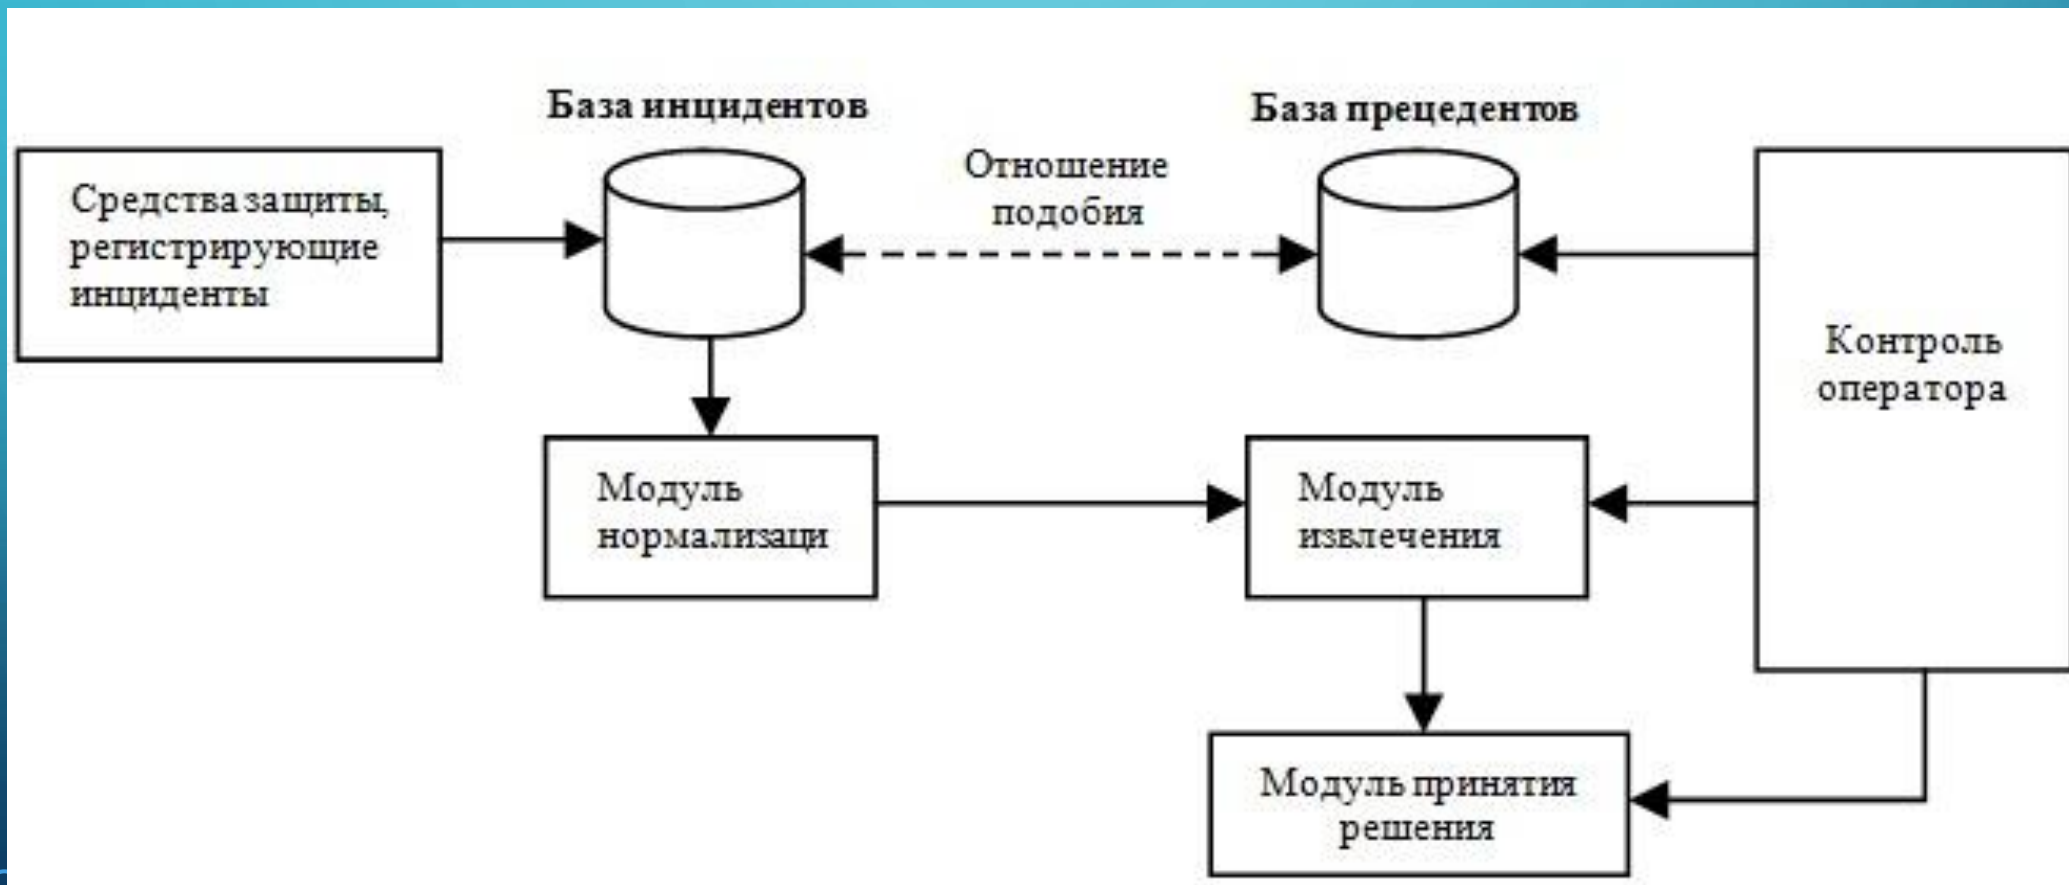 База инцидентов
База прецедентов
Средства защиты,
регистрирующие
инциденты
Отношение
подобия
Контроль
оператора
Модуль
нормализаци
Модуль
извлечения
Модуль принятия
решения